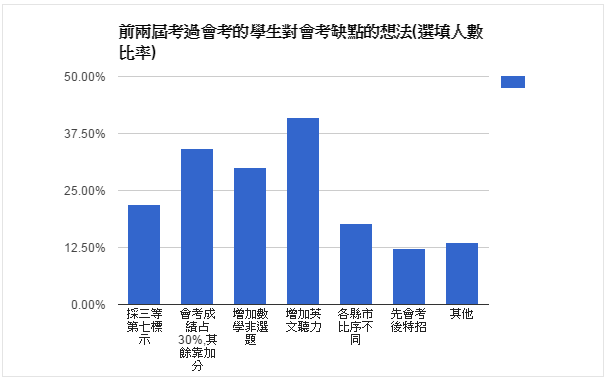 前兩屆考過會考的學生對會考缺點的想法(選填人數
比率)
50.00%
37.50%
25.00%
12.50%
0.00%
採三等
第七標
示
會考成
績占
30%,其
餘靠加
分
增加數
學非選
題
增加英
文聽力
各縣市
比序不
同
先會考
後特招
其他